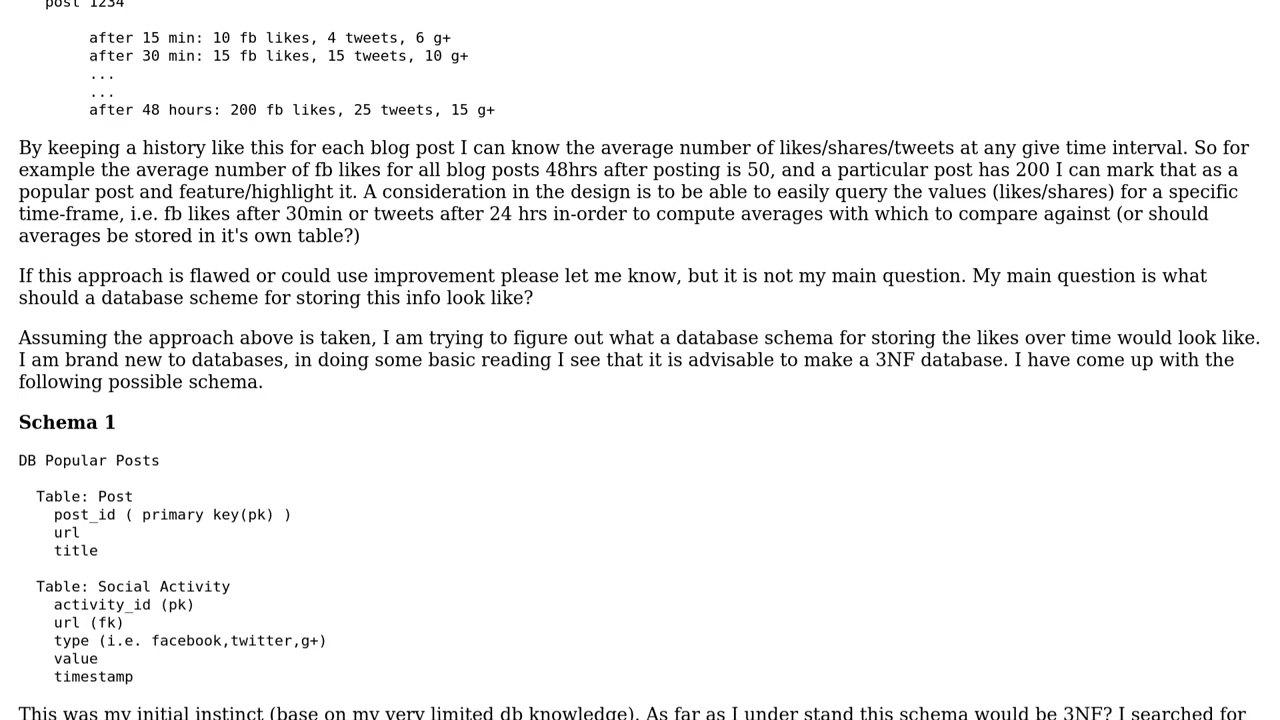 post 1234
after 15 min: 10 fb likes, 4 tweets, 6 g+
after 30 min: 15 fb likes, 15 tweets, 10 g+
...
...
after 48 hours: 200 fb likes, 25 tweets, 15 g+
By keeping a history like this for each blog post I can know the average number of likes/shares/tweets at any give time interval. So for
example the average number of fb likes for all blog posts 48hrs after posting is 50, and a particular post has 200 I can mark that as a
popular post and feature/highlight it. A consideration in the design is to be able to easily query the values (likes/shares) for a specific
time-frame, i.e. fb likes after 30min or tweets after 24 hrs in-order to compute averages with which to compare against (or should
averages be stored in it's own table?)
If this approach is flawed or could use improvement please let me know, but it is not my main question. My main question is what
should a database scheme for storing this info look like?
Assuming the approach above is taken, I am trying to figure out what a database schema for storing the likes over time would look like.
I am brand new to databases, in doing some basic reading I see that it is advisable to make a 3NF database. I have come up with the
following possible schema.
Schema 1
DB Popular Posts
Table: Post
post_id ( primary key(pk) )
url
title
Table: Social Activity
activity_id (pk)
url (fk)
type (i.e. facebook,twitter,g+)
value
timestamp
This was my initial instinct (base on my very limited db knowledge). As far as I under stand this schema would be 3NF? I searched for